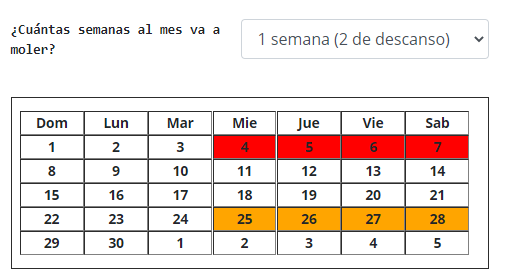 ¿Cuántas semanas al mes va a
moler?
1 semana (2 de descanso)
Dom Lun Mar Mie Jue Vie Sab
1 2 3 4 5 6 7
8 9 10 11 12 13 14
15 16 17 18 19 20 21
22 23 24 25 26 27 28
29 30 1 2 3 4 5